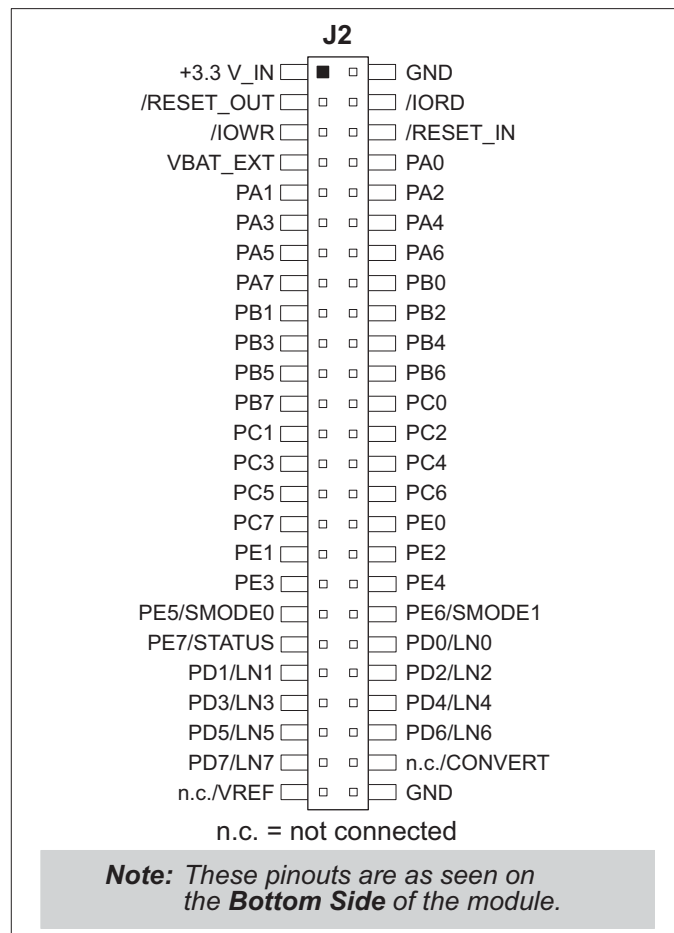 J2
+3.3 V_IN GND
/RESET_OUT /IORD
/IOWR /RESET_IN
VBAT_EXT PA0
PA1 PA2
PA3 PA4
PA5 PA6
PA7 PB0
PB1 PB2
PB3 PB4
PB5 PB6
PB7 PC0
PC1 PC2
PC3 PC4
PC5 PC6
PC7 PE0
PE1 PE2
PE3 PE4
PE5/SMODE0 PE6/SMODE1
PE7/STATUS PD0/LN0
PD1/LN1 PD2/LN2
PD3/LN3 PD4/LN4
PD5/LN5 PD6/LN6
PD7/LN7 n.c./CONVERT
n.c./VREF GND
n.c. = not connected
Note: These pinouts are as seen on
the Bottom Side of the module.